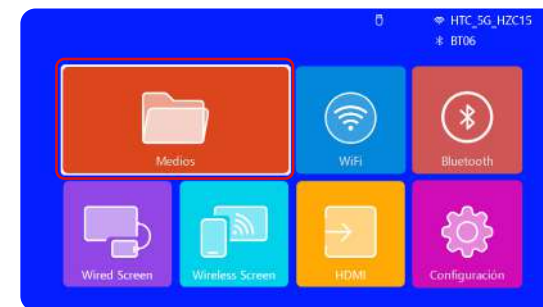 HTC_5G_HZC15
BT06
Medios
WiFi
Bluetooth
Wired Screen
Wireless Screen
HDMI
Configuración